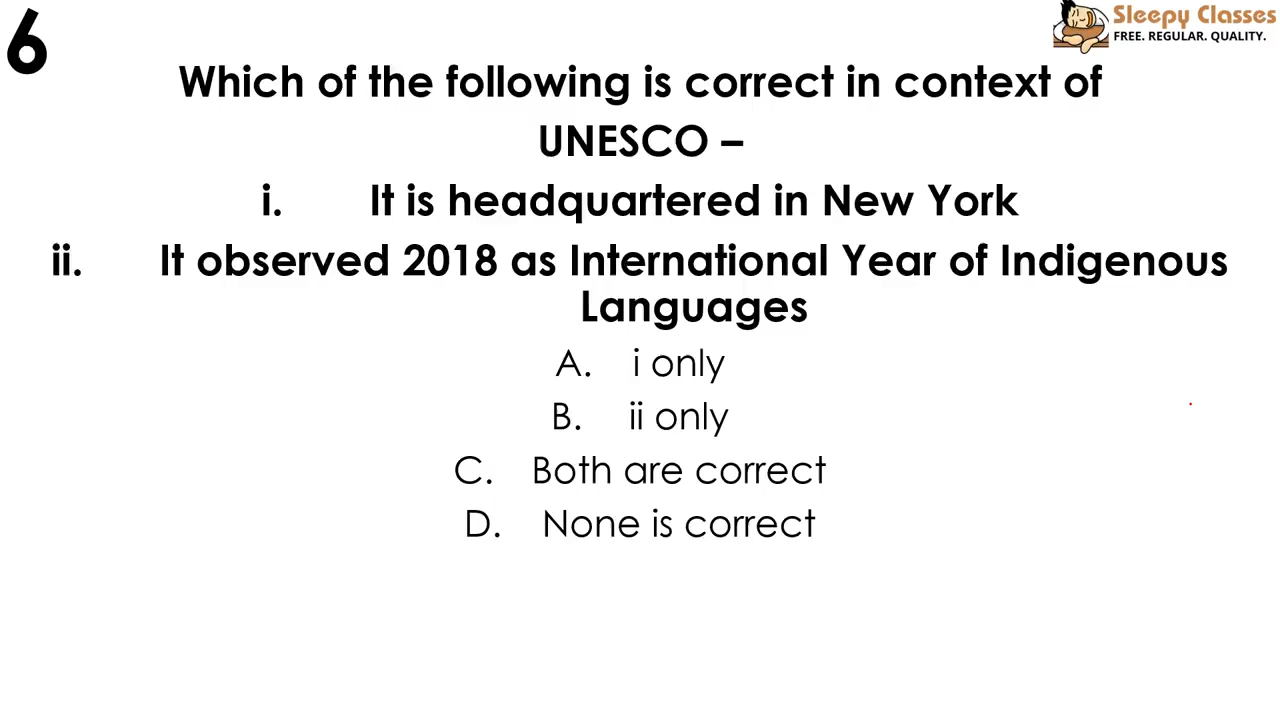 6
Sleepy Classes
FREE. REGULAR. QUALITY.
Which of the following is correct in context of
UNESCO –
i. It is headquartered in New York
ii. It observed 2018 as International Year of Indigenous
Languages
A. i only
B. ii only
C. Both are correct
D. None is correct